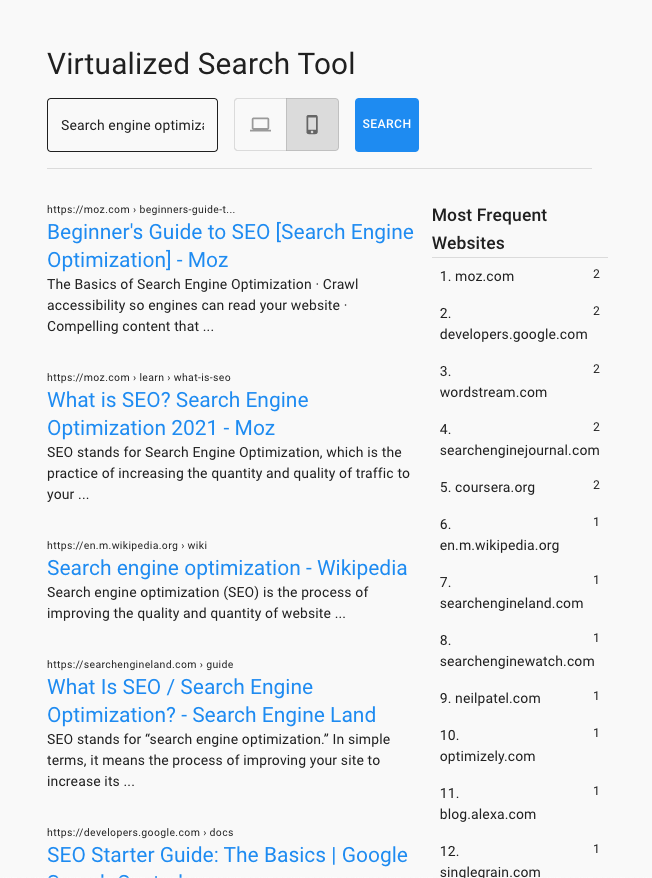 Virtualized Search Tool
Search engine optimiz
SEARCH
https://moz.com › beginners-guide-t...
Beginner's Guide to SEO [Search Engine
Optimization] - Moz
The Basics of Search Engine Optimization · Crawl
accessibility so engines can read your website ·
Compelling content that ...
https://moz.com › learn › what-is-seo
What is SEO? Search Engine
Optimization 2021 - Moz
SEO stands for Search Engine Optimization, which is the
practice of increasing the quantity and quality of traffic to
your ...
https://en.m.wikipedia.org › wiki
Search engine optimization - Wikipedia
Search engine optimization (SEO) is the process of
improving the quality and quantity of website ...
https://searchengineland.com › guide
What Is SEO / Search Engine
Optimization? - Search Engine Land
SEO stands for “search engine optimization.” In simple
terms, it means the process of improving your site to
increase its ...
https://developers.google.com › docs
SEO Starter Guide: The Basics | Google
Most Frequent
Websites
1. moz.com 2
2. 2
developers.google.com
3. 2
wordstream.com
4. 2
searchenginejournal.com
5. coursera.org 2
6. 1
en.m.wikipedia.org
7. 1
searchengineland.com
8. 1
searchenginewatch.com
9. neilpatel.com 1
10. 1
optimizely.com
11. 1
blog.alexa.com
12. 1
singlegrain.com